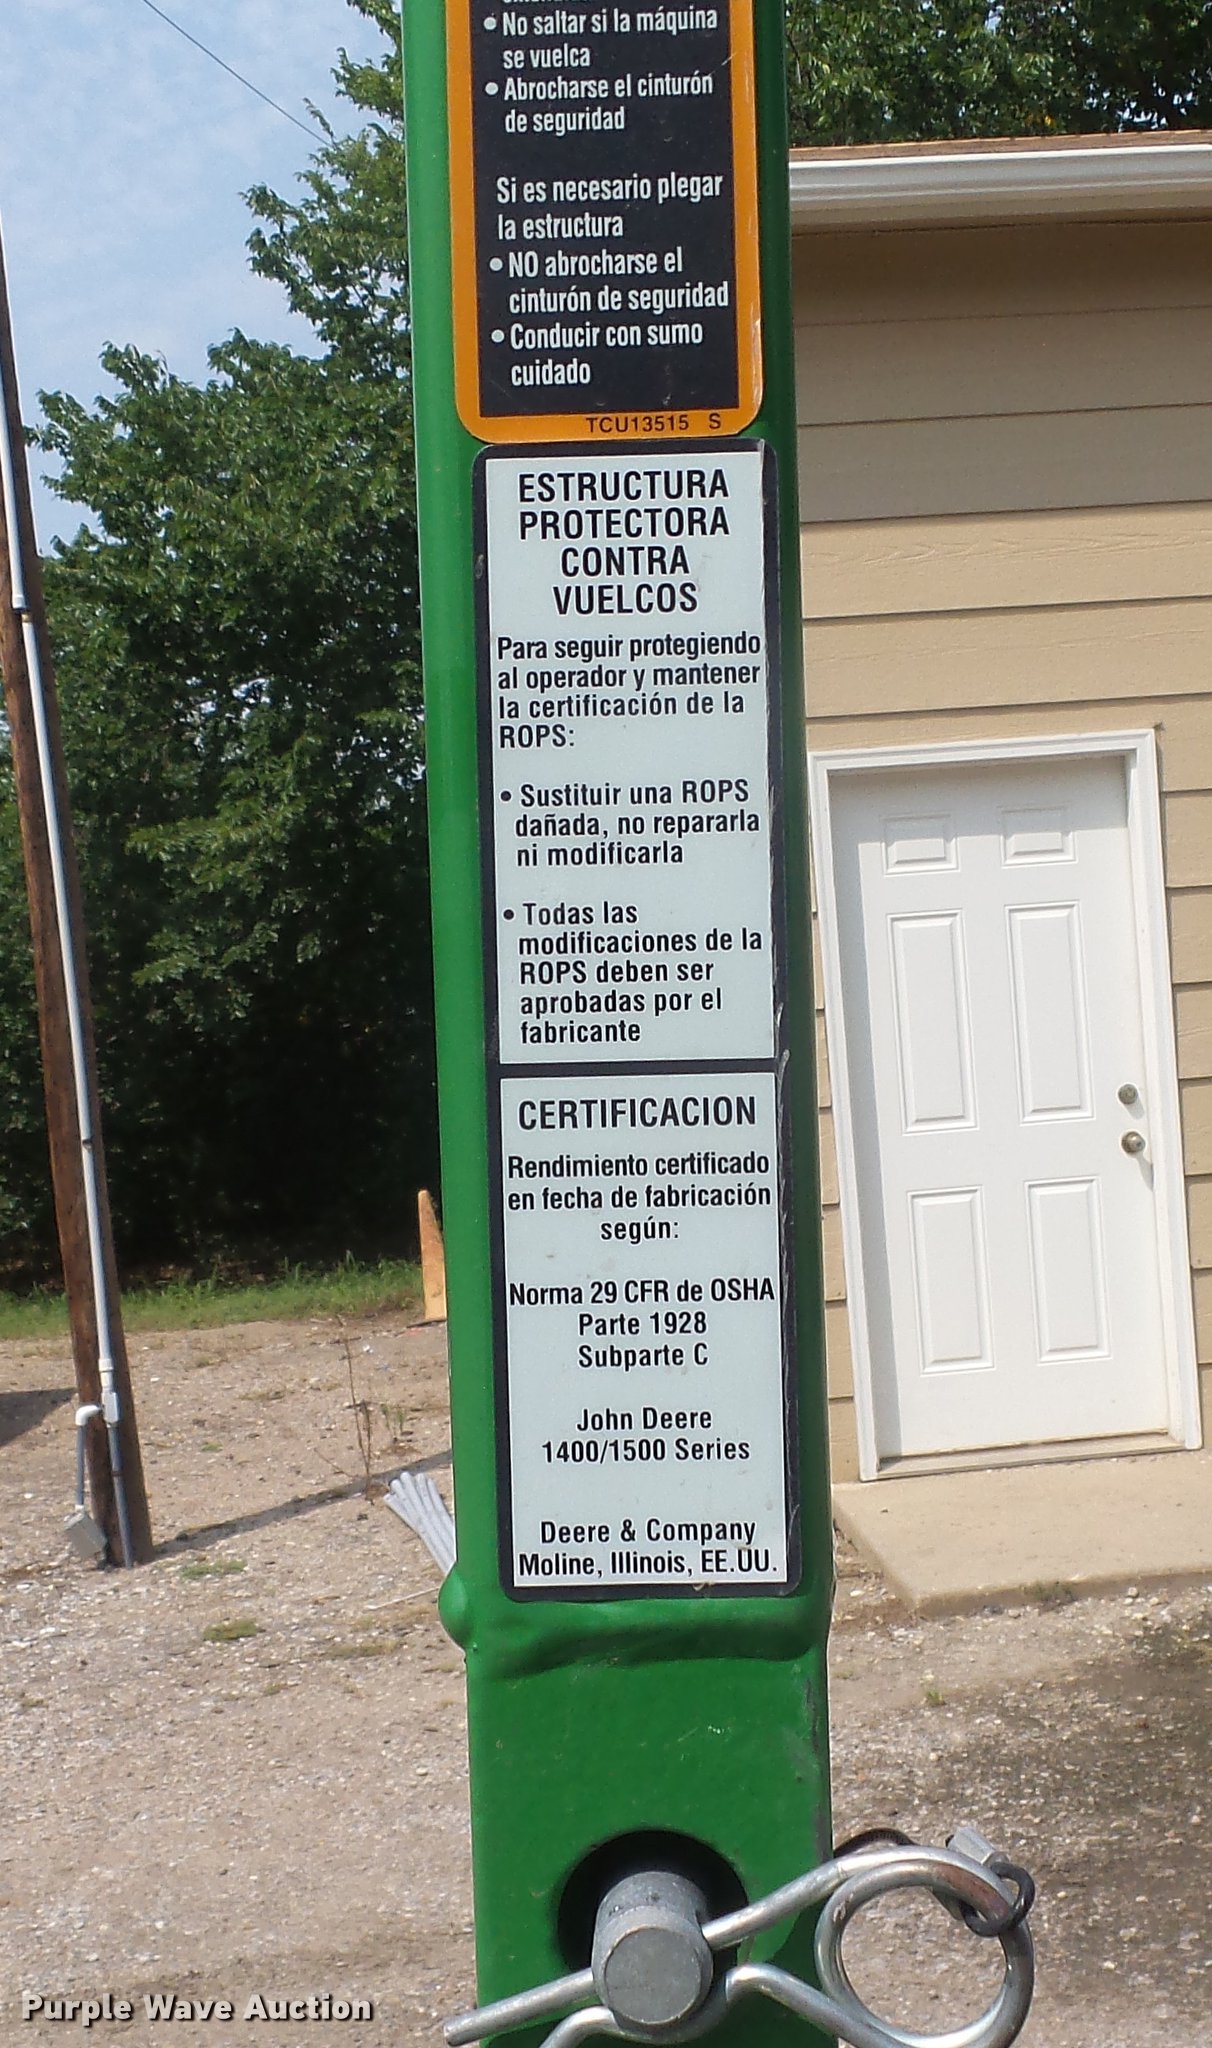 • No saltar si la máquina
se vuelca
• Abrocharse el cinturón
de seguridad
Si es necesario plegar
la estructura
• NO abrocharse el
cinturón de seguridad
• Conducir con sumo
cuidado
TCU13515 S
ESTRUCTURA
PROTECTORA
CONTRA
VUELCOS
Para seguir protegiendo
al operador y mantener
la certificación de la
ROPS:
• Sustituir una ROPS
dañada, no repararla
ni modificarla
• Todas las
modificaciones de la
ROPS deben ser
aprobadas por el
fabricante
CERTIFICACION
Rendimiento certificado
en fecha de fabricación
según:
Norma 29 CFR de OSHA
Parte 1928
Subparte C
John Deere
1400/1500 Series
Deere & Company
Moline, Illinois, EE.UU.
Purple Wave Auction